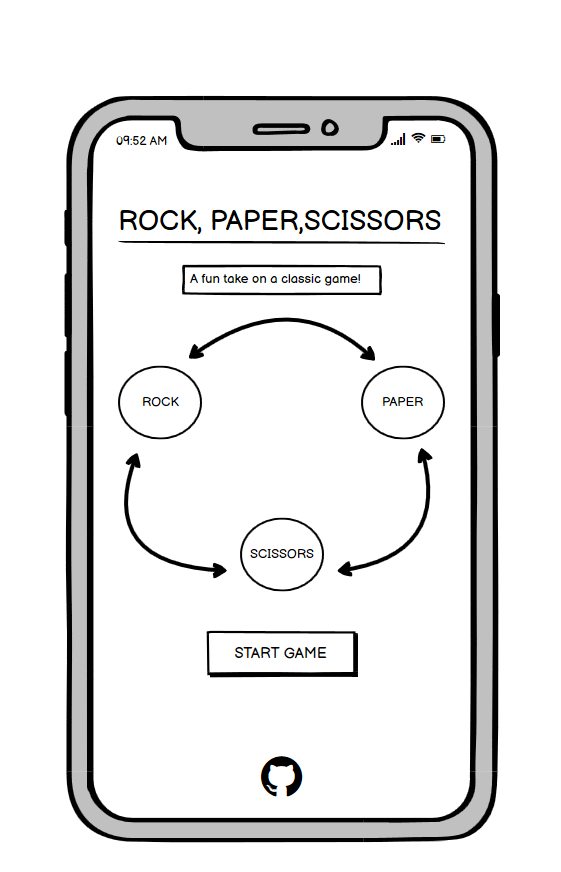 09:52 AM
ROCK, PAPER,SCISSORS
A fun take on a classic game!
ROCK
PAPER
SCISSORS
START GAME